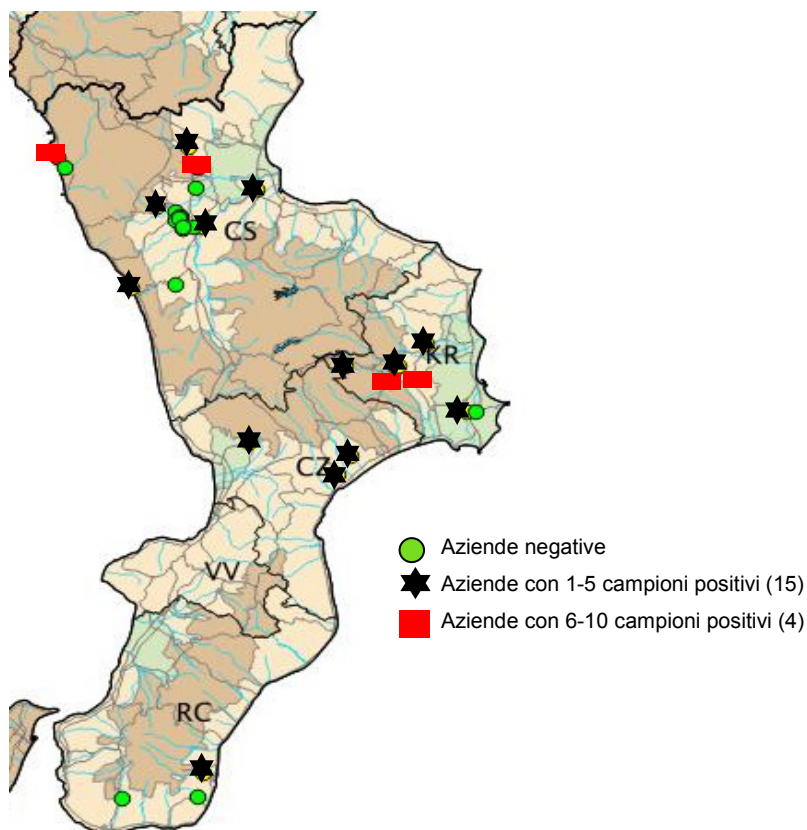 CS
KR
CZ
VV
RC
Aziende negative
Aziende con 1-5 campioni positivi (15)
Aziende con 6-10 campioni positivi (4)